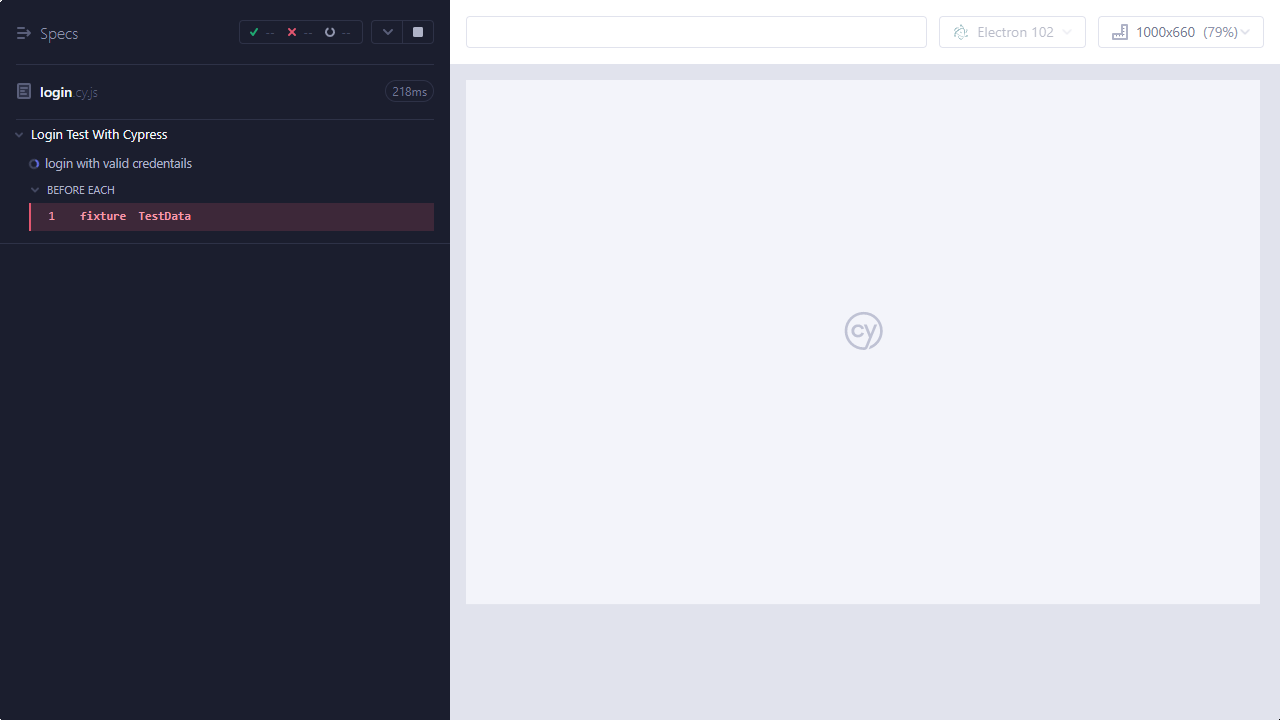 Specs
-- -- --
login.cy.js 218ms
Login Test With Cypress
login with valid credentails
BEFORE EACH
1 fixture TestData
Electron 102
1000x660 (79%)
cy